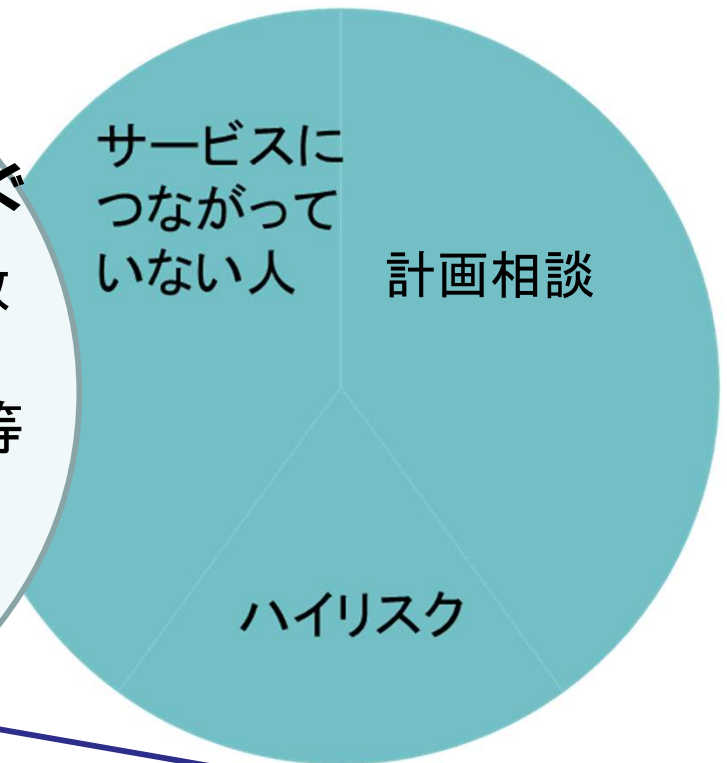 サービスに
つながって
いない人
計画相談
ハイリスク
等